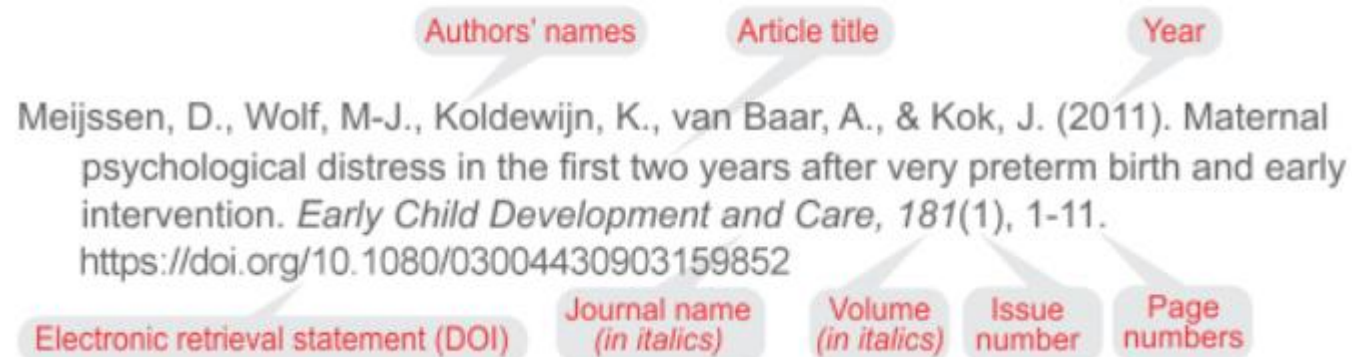 Authors' names Article title Year
Meijssen, D., Wolf, M-J., Koldewijn, K., van Baar, A., & Kok, J. (2011). Maternal
psychological distress in the first two years after very preterm birth and early
intervention. Early Child Development and Care, 181(1), 1-11.
https://doi.org/10.1080/03004430903159852
Electronic retrieval statement (DOI)
Journal name
(in italics)
Volume
(in italics)
Issue
number
Page
numbers